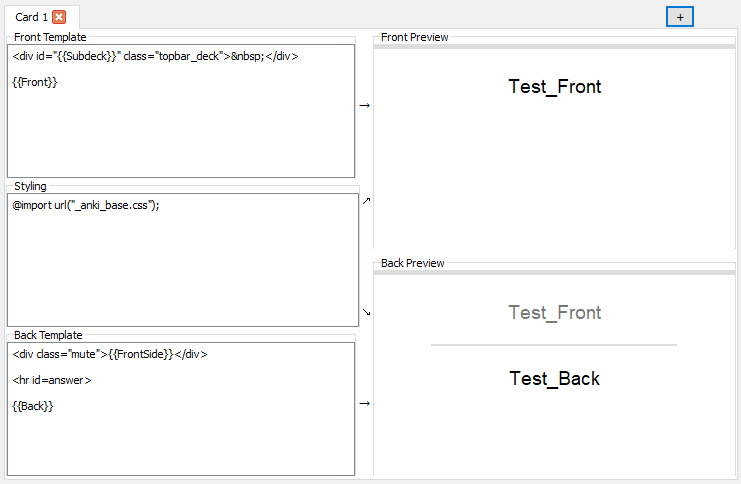 Card 1
+
Front Template
<div id="{{Subdeck}}" class="topbar_deck">&nbsp;</div>
{{Front}}
Styling
@import url("_anki_base.css");
Back Template
<div class="mute">{{FrontSide}}</div>
<hr id=answer>
{{Back}}
Front Preview
Test_Front
Back Preview
Test_Front
Test_Back